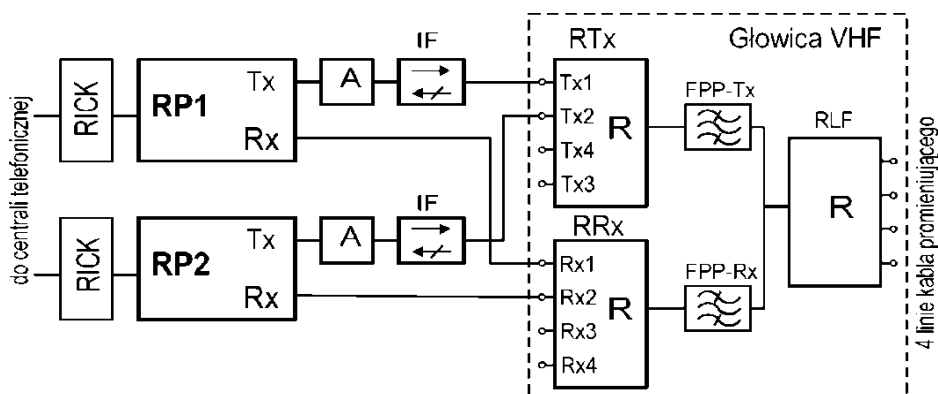 do centrali telefonicznej
RICK
RP1
Tx
Rx
A
IF
RICK
RP2
Tx
Rx
A
IF
Głowica VHF
RTx
Tx1
Tx2
Tx4
Tx3
R
RRx
Rx1
Rx2
Rx3
Rx4
R
FPP-Tx
FPP-Rx
RLF
R
4 linie kabla promieniującego